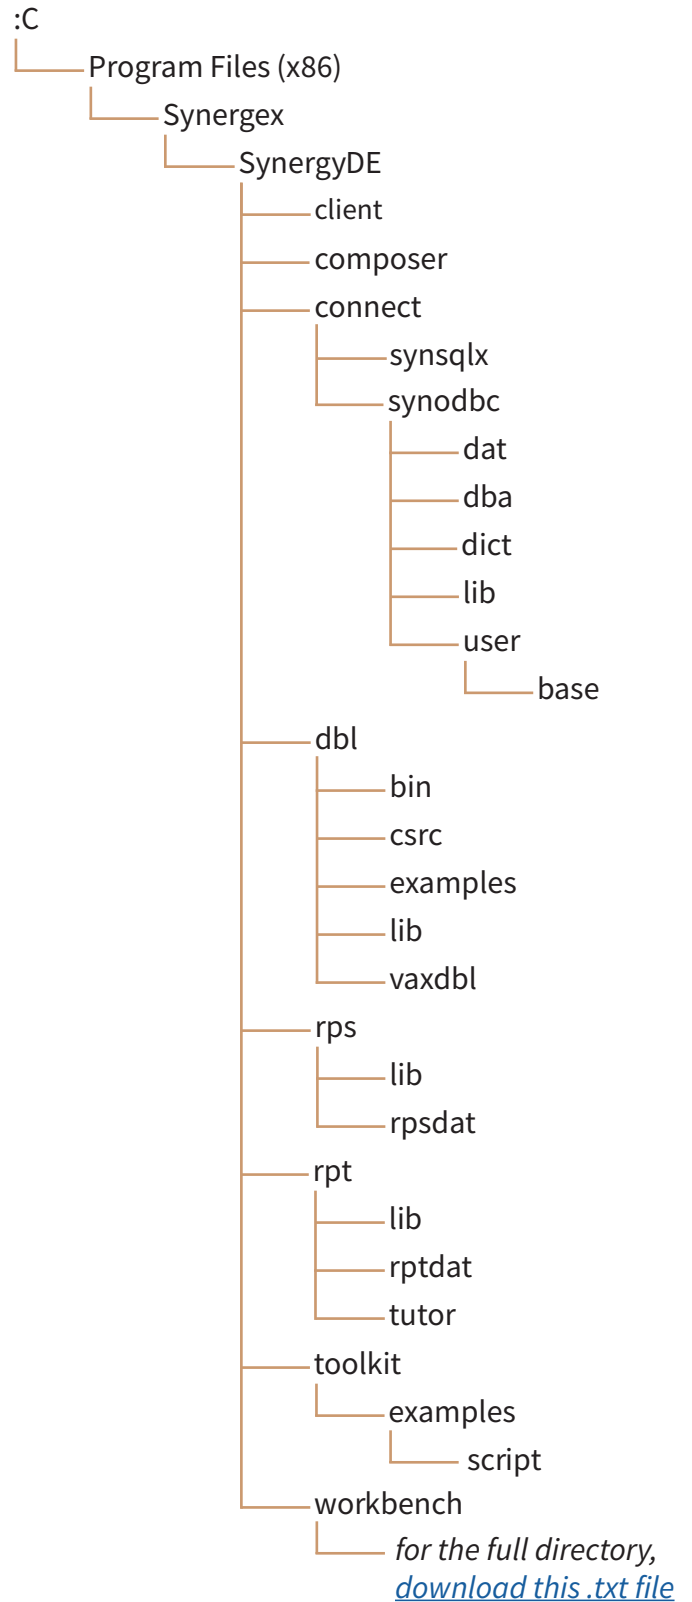 :C
Program Files (x86)
Synergex
SynergyDE
client
composer
connect
synsqlx
synodbc
dat
dba
dict
lib
user
base
dbl
bin
csrc
examples
lib
vaxdbl
rps
lib
rpsdat
rpt
lib
rptdat
tutor
toolkit
examples
script
workbench
for the full directory,
download this .txt file